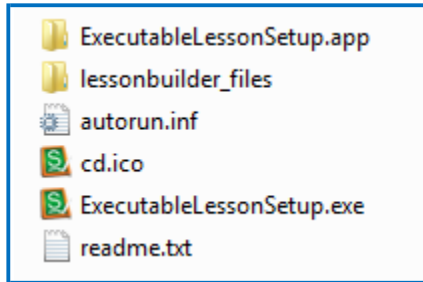 ExecutableLessonSetup.app
lessonbuilder_files
autorun.inf
cd.ico
ExecutableLessonSetup.exe
readme.txt